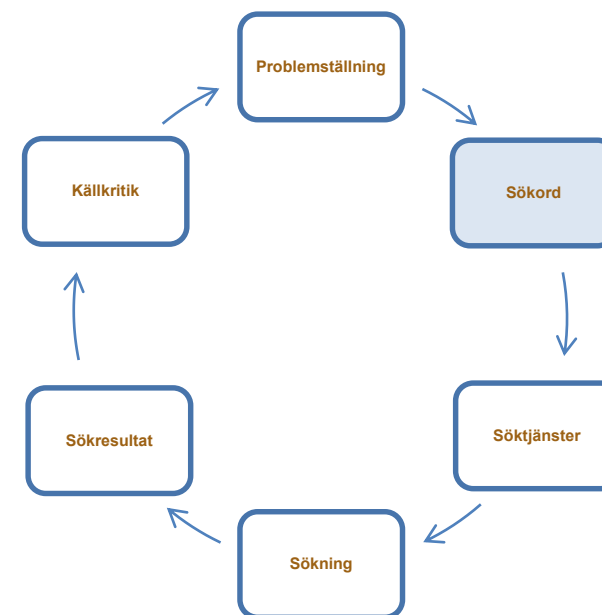 Problemställning
Sökord
Söktjänster
Sökning
Sökresultat
Källkritik